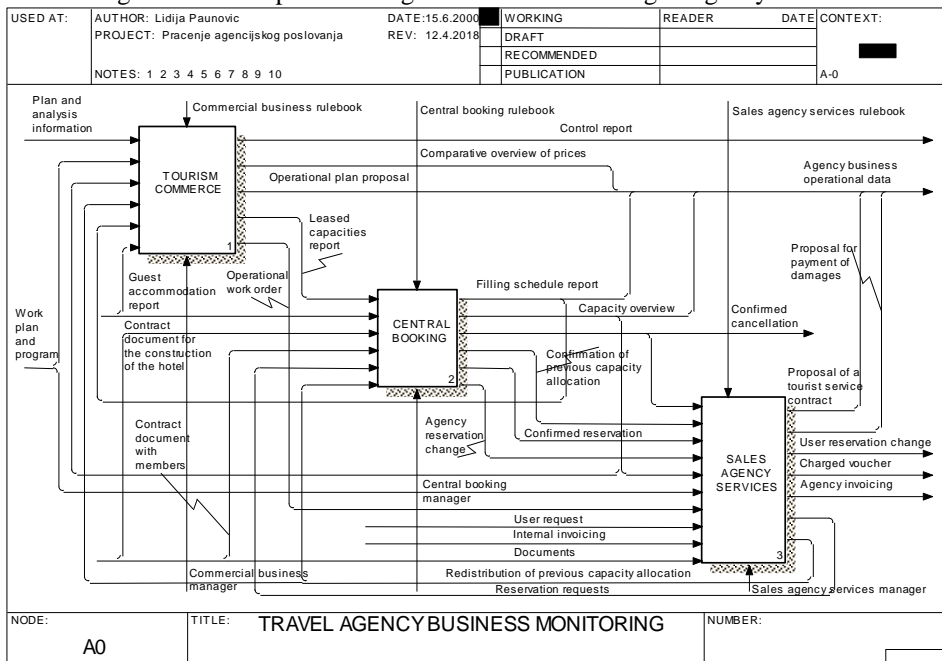 USED AT:
AUTHOR: Lidija Paunovic
DATE:15.6.2000
WORKING
READER
DATE
CONTEXT:
PROJECT: Pracenje agencijskog poslovanja
REV: 12.4.2018
DRAFT
RECOMMENDED
NOTES: 1 2 3 4 5 6 7 8 9 10
PUBLICATION
A-0
Plan and
analysis
information
Commercial business rulebook
Central booking rulebook
Sales agency services rulebook
Control report
Comparative overview of prices
TOURISM
COMMERCE
1
Operational plan proposal
Agency business
operational data
Leased
capacities
report
Proposal for
payment of
damages
Guest
accommodation
report
Operational
work order
Filling schedule report
Capacity overview
Work
plan
and
program
Contract
document for
the construction
of the hotel
CENTRAL
BOOKING
2
Confirmed
cancellation
Confirmation of
previous capacity
allocation
Proposal of a
tourist service
contract
Contract
document
with
members
Agency
reservation
change
Confirmed reservation
User reservation change
SALES
AGENCY
SERVICES
3
Charged voucher
Central booking
manager
Agency invoicing
User request
Internal invoicing
Documents
Commercial business
manager
Redistribution of previous capacity allocation
Reservation requests
Sales agency services manager
NODE:
A0
TITLE:
TRAVEL AGENCY BUSINESS MONITORING
NUMBER: